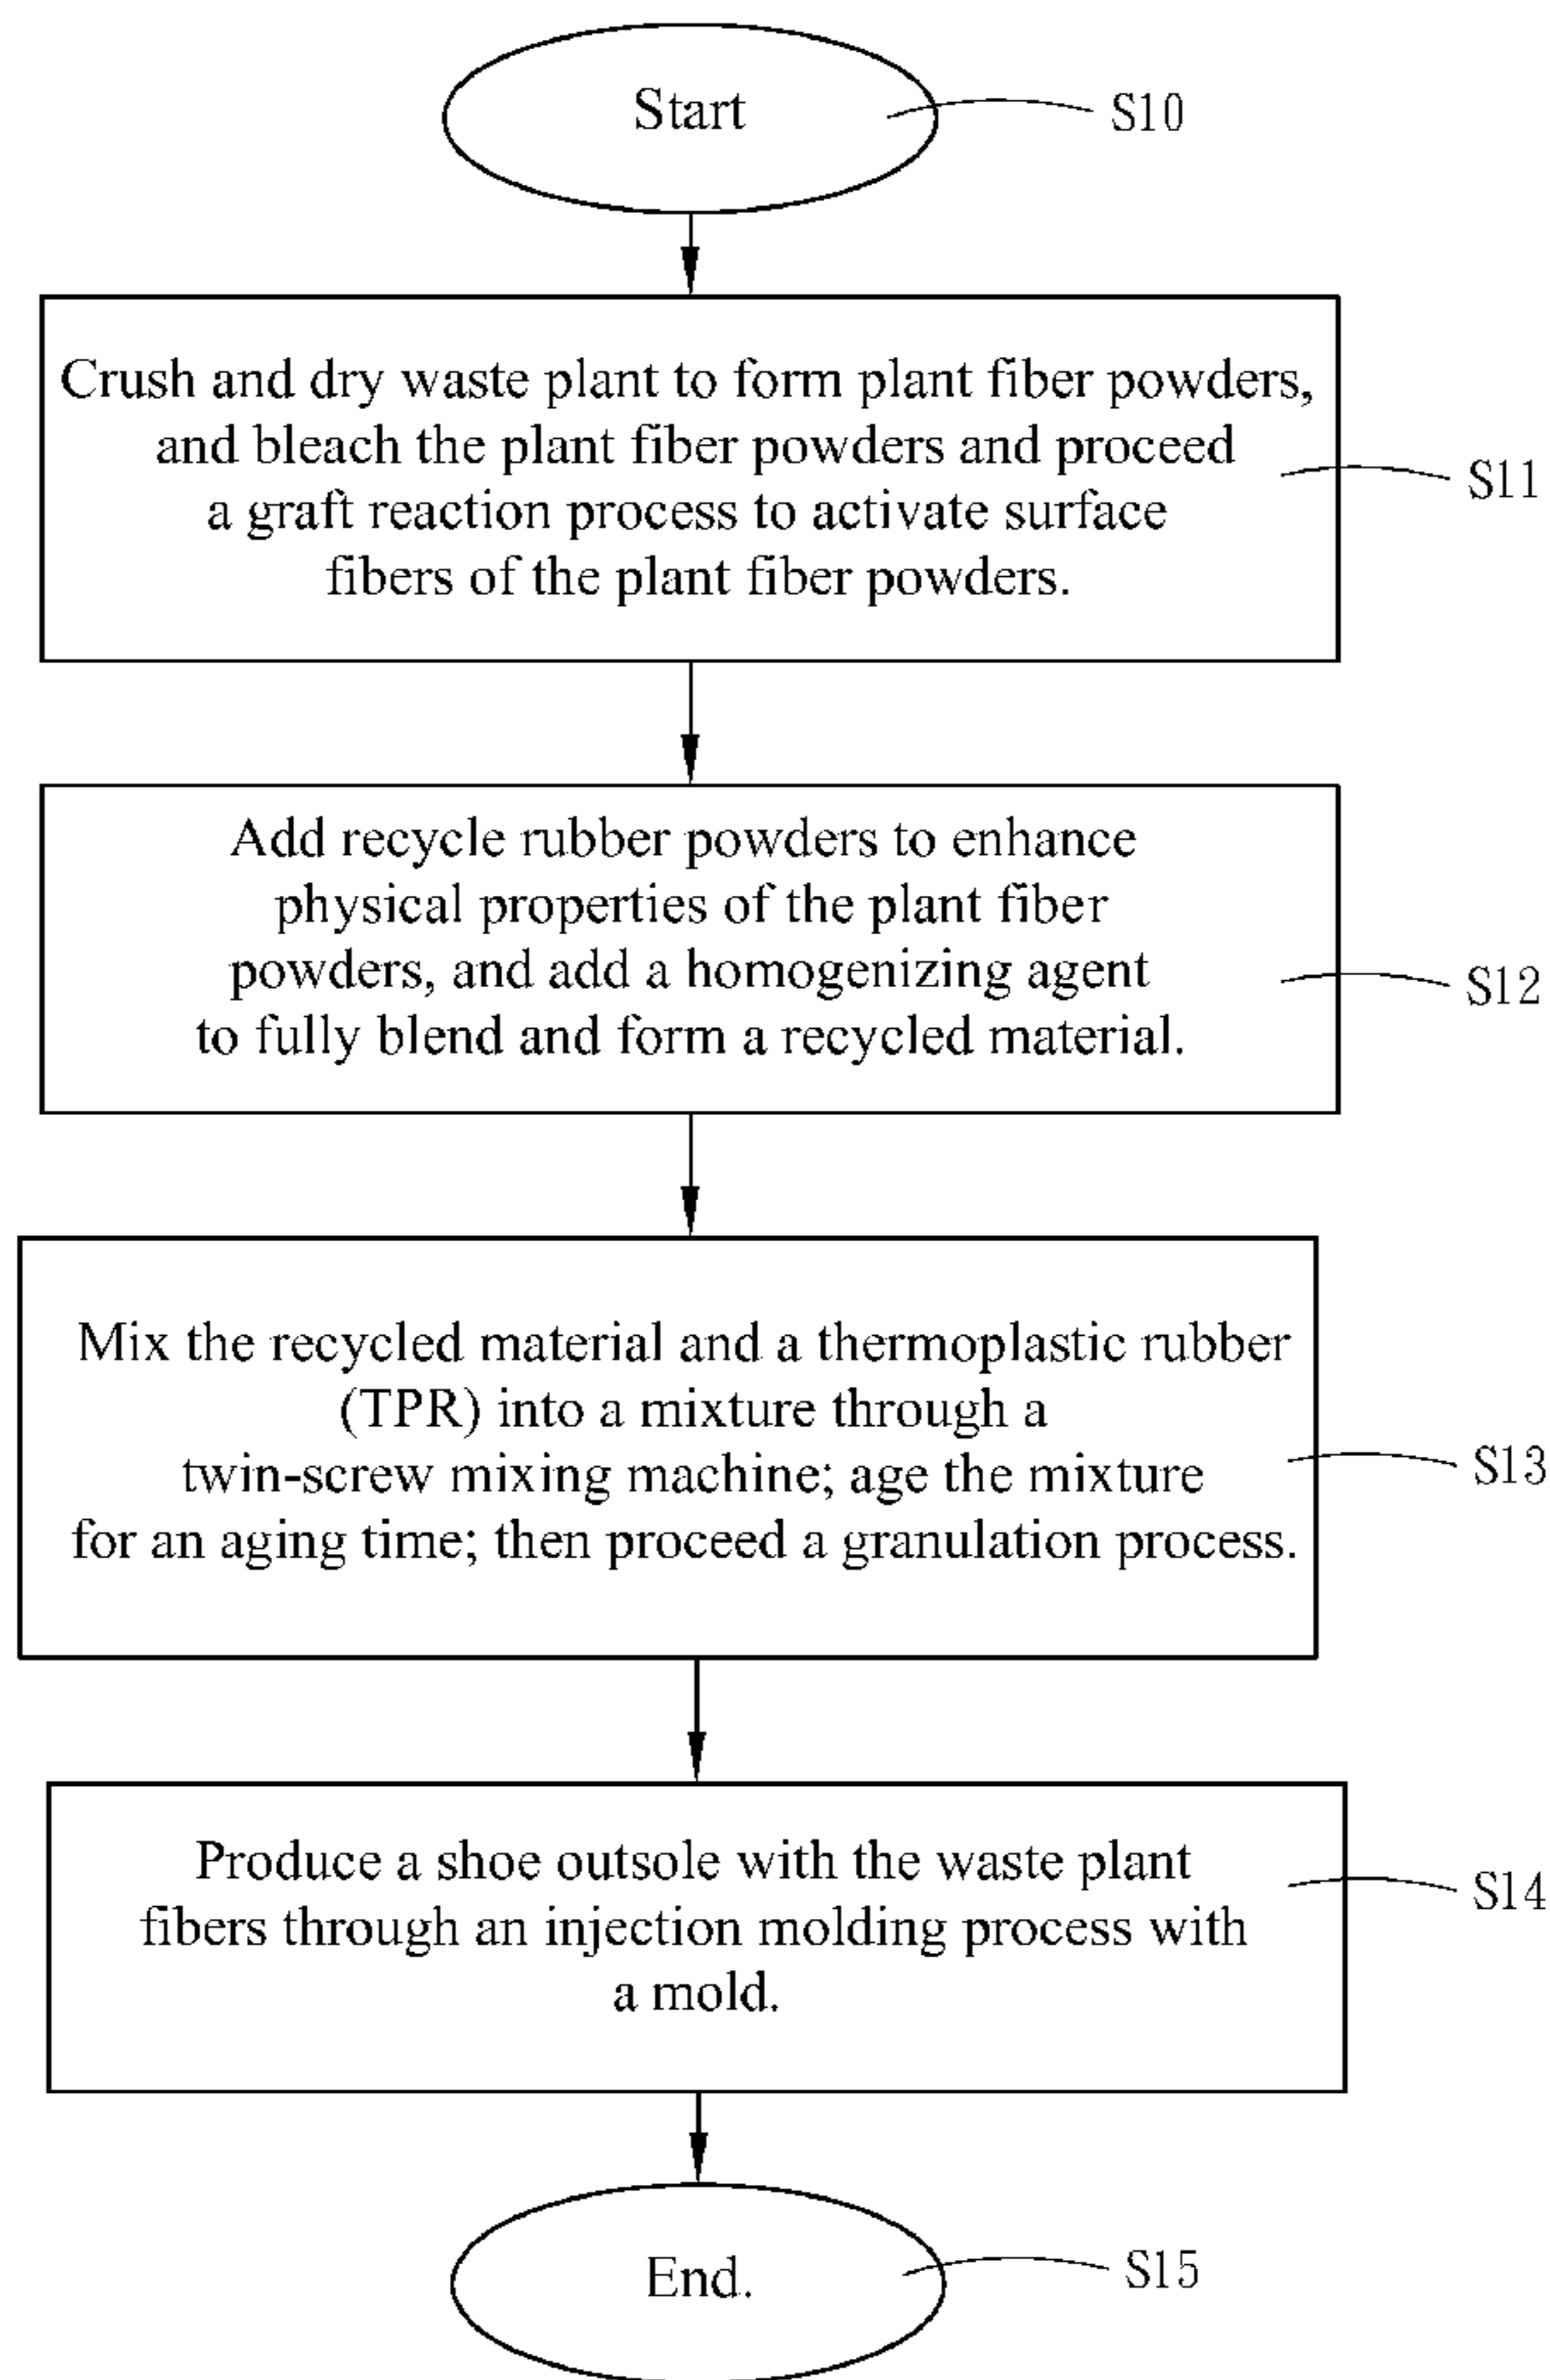 Start
S10
Crush and dry waste plant to form plant fiber powders,
and bleach the plant fiber powders and proceed
a graft reaction process to activate surface
fibers of the plant fiber powders.
S11
Add recycle rubber powders to enhance
physical properties of the plant fiber
powders, and add a homogenizing agent
to fully blend and form a recycled material.
S12
Mix the recycled material and a thermoplastic rubber
(TPR) into a mixture through a
twin-screw mixing machine; age the mixture
for an aging time; then proceed a granulation process.
S13
Produce a shoe outsole with the waste plant
fibers through an injection molding process with
a mold.
S14
End.
S15